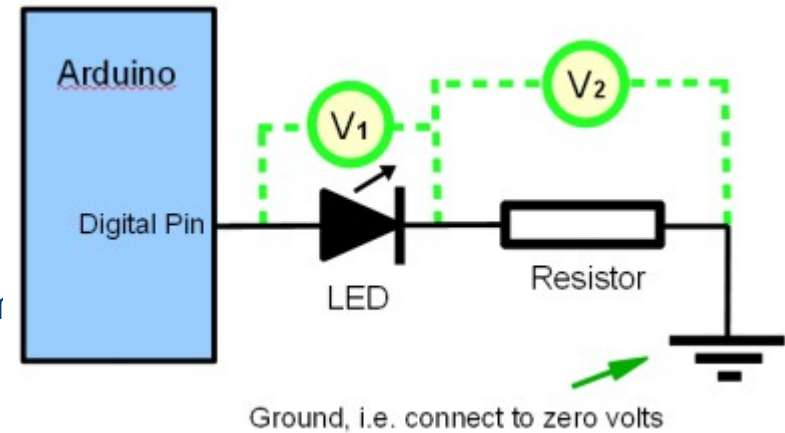 Arduino
V1
V2
Digital Pin
LED
Resistor
Ground, i.e. connect to zero volts